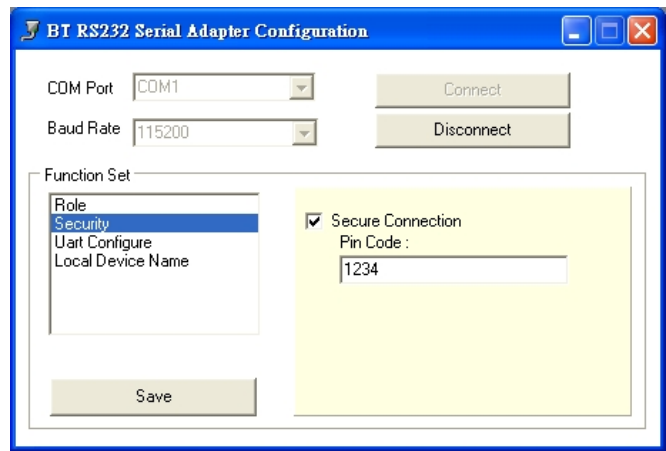 BT RS232 Serial Adapter Configuration
COM Port COM1 Connect
Baud Rate 115200 Disconnect
Function Set
Role
Security
Uart Configure
Local Device Name
Secure Connection
Pin Code :
1234
Save